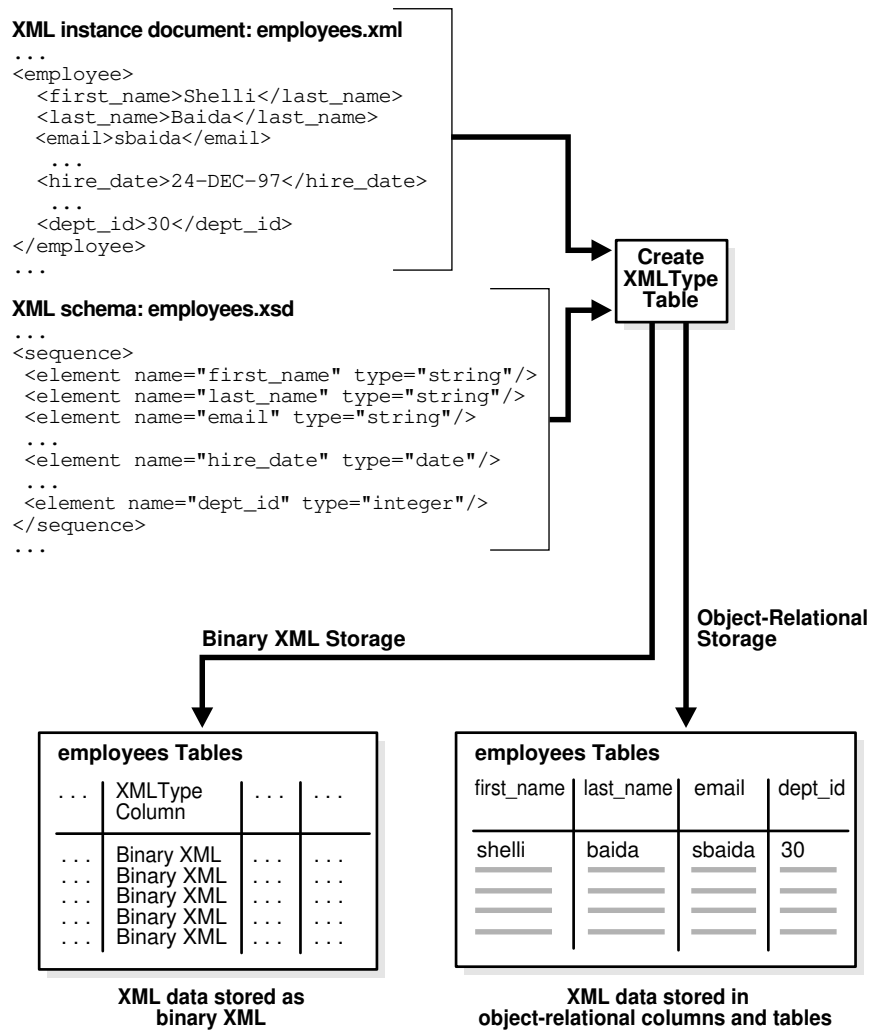 XML instance document: employees.xml
...
<employee>
<first_name>Shelli</last_name>
<last_name>Baida</last_name>
<email>sbaida</email>
...
<hire_date>24-DEC-97</hire_date>
...
<dept_id>30</dept_id>
</employee>
...
XML schema: employees.xsd
...
<sequence>
<element name="first_name" type="string"/>
<element name="last_name" type="string"/>
<element name="email" type="string"/>
...
<element name="hire_date" type="date"/>
...
<element name="dept_id" type="integer"/>
</sequence>
...
Create
XMLType
Table
Binary XML Storage
Object-Relational
Storage
employees Tables
... XMLType ... ...
Column
... Binary XML ... ...
... Binary XML ... ...
... Binary XML ... ...
... Binary XML ... ...
... Binary XML ... ...
XML data stored as
binary XML
employees Tables
first_name last_name email dept_id
shelli baida sbaida 30
XML data stored in
object-relational columns and tables